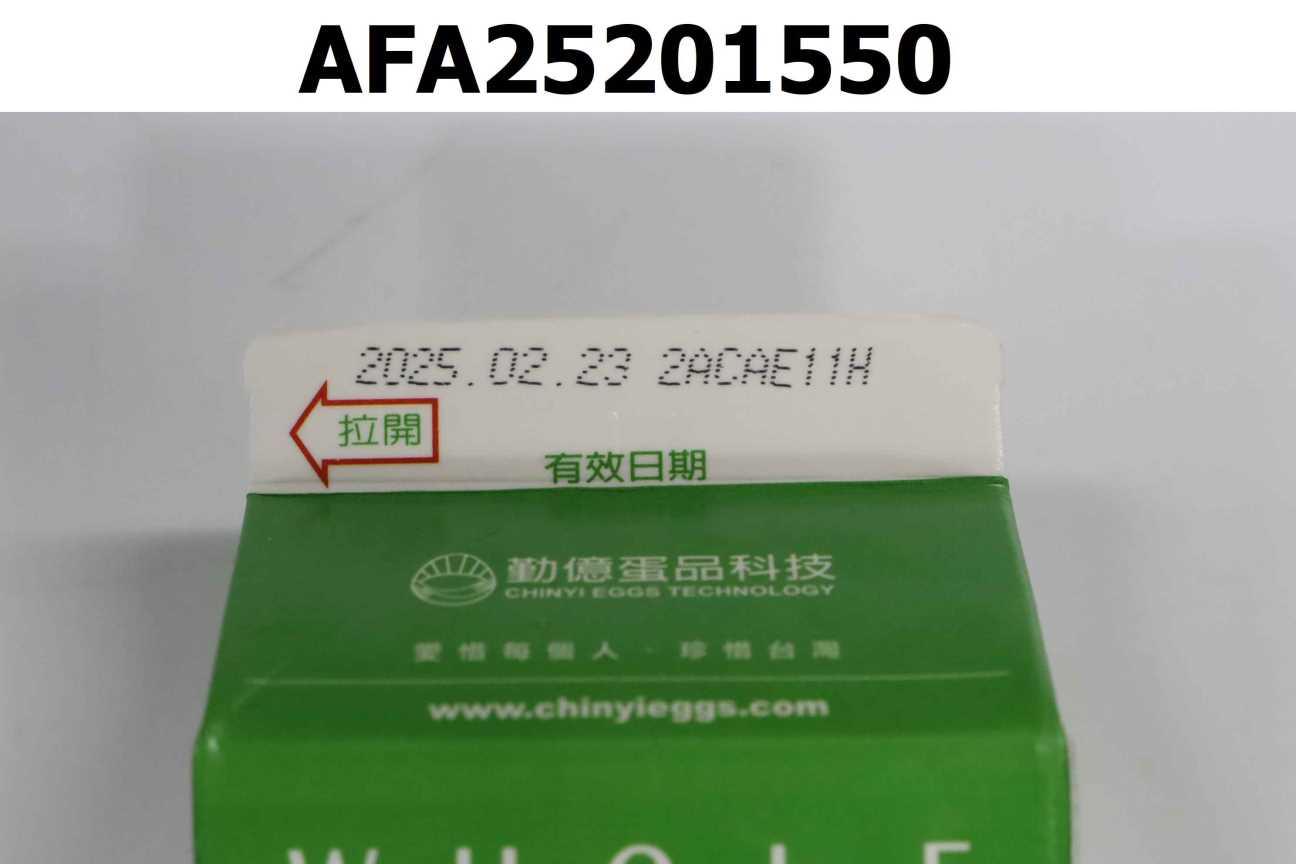 AFA25201550
2025.02.23 2ACAE11H
拉開
有效日期
勤億蛋品科技
CHINYI EGGS TECHNOLOGY
愛惜每個人、珍惜台灣
www.chinyieggs.com
WHOLE